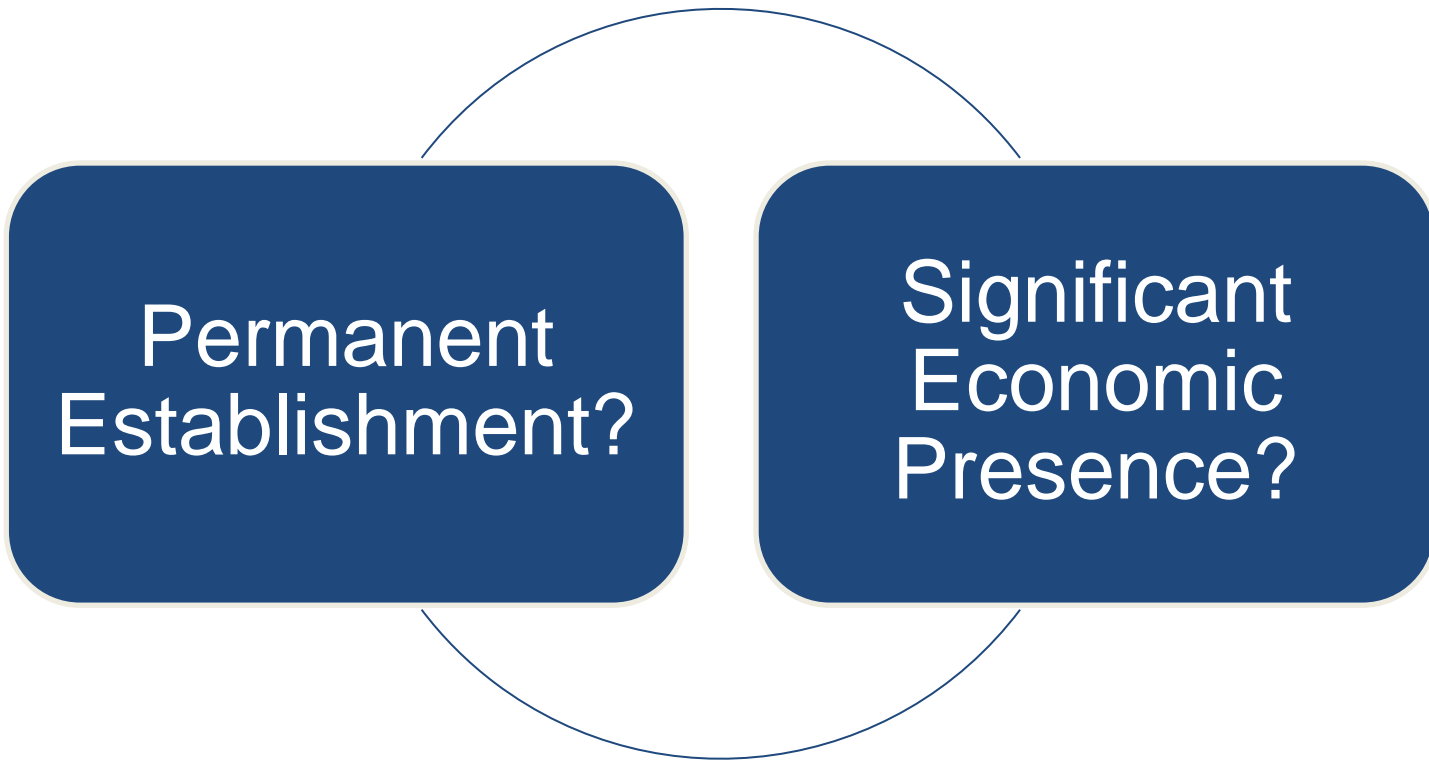 Permanent
Establishment?
Significant
Economic
Presence?